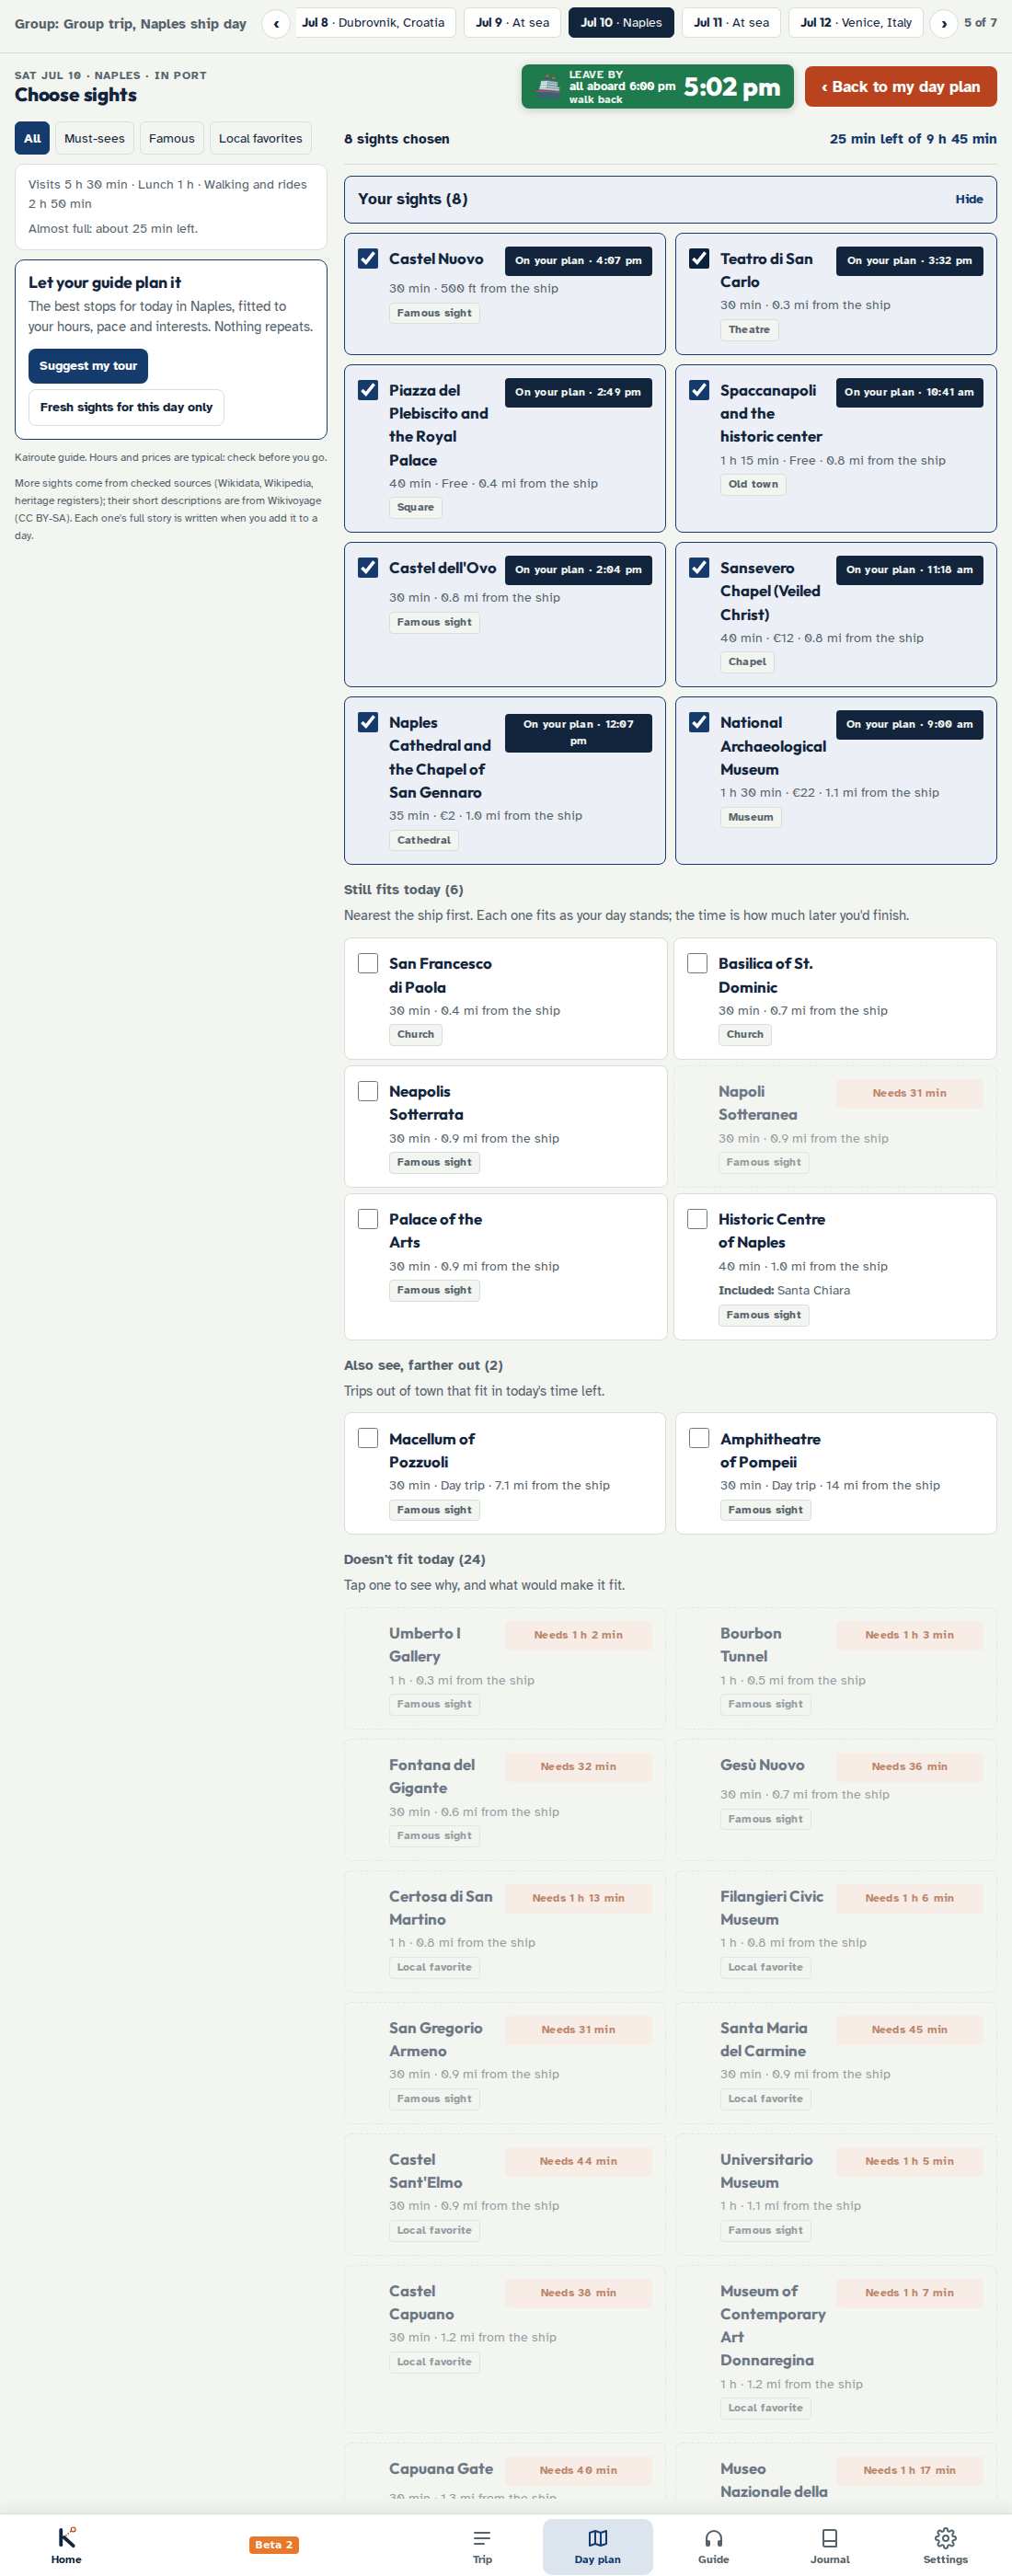 Group: Group trip, Naples ship day
‹
Jul 8 · Dubrovnik, Croatia
Jul 9 · At sea
Jul 10 · Naples
Jul 11 · At sea
Jul 12 · Venice, Italy
›
5 of 7
SAT JUL 10 · NAPLES · IN PORT
Choose sights
LEAVE BY
all aboard 6:00 pm
walk back
5:02 pm
‹ Back to my day plan
All
Must-sees
Famous
Local favorites
Visits 5 h 30 min · Lunch 1 h · Walking and rides
2 h 50 min
Almost full: about 25 min left.
Let your guide plan it
The best stops for today in Naples, fitted to
your hours, pace and interests. Nothing repeats.
Suggest my tour
Fresh sights for this day only
Kairoute guide. Hours and prices are typical: check before you go.
More sights come from checked sources (Wikidata, Wikipedia,
heritage registers); their short descriptions are from Wikivoyage
(CC BY-SA). Each one's full story is written when you add it to a
day.
8 sights chosen
25 min left of 9 h 45 min
Your sights (8)
Hide
Castel Nuovo
On your plan · 4:07 pm
30 min · 500 ft from the ship
Famous sight
Teatro di San
Carlo
On your plan · 3:32 pm
30 min · 0.3 mi from the ship
Theatre
Piazza del
Plebiscito and
the Royal
Palace
On your plan · 2:49 pm
40 min · Free · 0.4 mi from the ship
Square
Spaccanapoli
and the
historic center
On your plan · 10:41 am
1 h 15 min · Free · 0.8 mi from the ship
Old town
Castel dell'Ovo
On your plan · 2:04 pm
30 min · 0.8 mi from the ship
Famous sight
Sansevero
Chapel (Veiled
Christ)
On your plan · 11:18 am
40 min · €12 · 0.8 mi from the ship
Chapel
Naples
Cathedral and
the Chapel of
San Gennaro
On your plan · 12:07
pm
35 min · €2 · 1.0 mi from the ship
Cathedral
National
Archaeological
Museum
On your plan · 9:00 am
1 h 30 min · €22 · 1.1 mi from the ship
Museum
Still fits today (6)
Nearest the ship first. Each one fits as your day stands; the time is how much later you'd finish.
San Francesco
di Paola
30 min · 0.4 mi from the ship
Church
Basilica of St.
Dominic
30 min · 0.7 mi from the ship
Church
Neapolis
Sotterrata
30 min · 0.9 mi from the ship
Famous sight
Napoli
Sotteranea
Needs 31 min
30 min · 0.9 mi from the ship
Famous sight
Palace of the
Arts
30 min · 0.9 mi from the ship
Famous sight
Historic Centre
of Naples
40 min · 1.0 mi from the ship
Included: Santa Chiara
Famous sight
Also see, farther out (2)
Trips out of town that fit in today's time left.
Macellum of
Pozzuoli
30 min · Day trip · 7.1 mi from the ship
Famous sight
Amphitheatre
of Pompeii
30 min · Day trip · 14 mi from the ship
Famous sight
Doesn't fit today (24)
Tap one to see why, and what would make it fit.
Umberto I
Gallery
Needs 1 h 2 min
1 h · 0.3 mi from the ship
Famous sight
Bourbon
Tunnel
Needs 1 h 3 min
1 h · 0.5 mi from the ship
Famous sight
Fontana del
Gigante
Needs 32 min
30 min · 0.6 mi from the ship
Famous sight
Gesù Nuovo
Needs 36 min
30 min · 0.7 mi from the ship
Famous sight
Certosa di San
Martino
Needs 1 h 13 min
1 h · 0.8 mi from the ship
Local favorite
Filangieri Civic
Museum
Needs 1 h 6 min
1 h · 0.8 mi from the ship
Local favorite
San Gregorio
Armeno
Needs 31 min
30 min · 0.9 mi from the ship
Famous sight
Santa Maria
del Carmine
Needs 45 min
30 min · 0.9 mi from the ship
Local favorite
Castel
Sant'Elmo
Needs 44 min
30 min · 0.9 mi from the ship
Local favorite
Universitario
Museum
Needs 1 h 5 min
1 h · 1.1 mi from the ship
Famous sight
Castel
Capuano
Needs 38 min
30 min · 1.2 mi from the ship
Local favorite
Museum of
Contemporary
Art
Donnaregina
Needs 1 h 7 min
1 h · 1.2 mi from the ship
Local favorite
Capuana Gate
Needs 40 min
30 min · 1.3 mi from the ship
Museo
Nazionale della
Needs 1 h 17 min
Home
Beta 2
Trip
Day plan
Guide
Journal
Settings